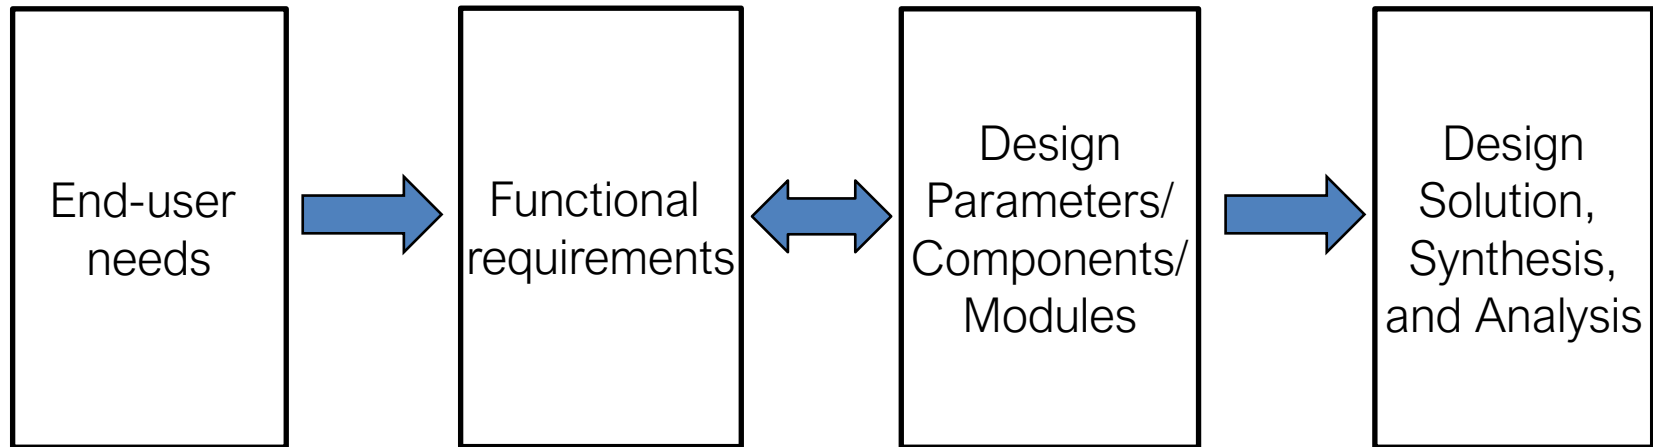 End-user
needs
Functional
requirements
Design
Parameters/
Components/
Modules
Design
Solution,
Synthesis,
and Analysis